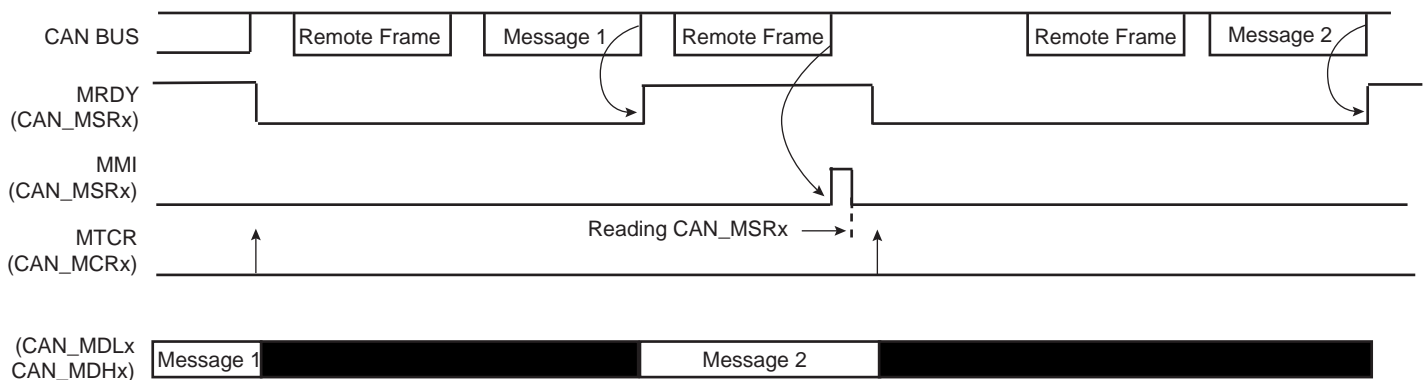 CAN BUS
Remote Frame
Message 1
Remote Frame
Remote Frame
Message 2
MRDY
(CAN_MSRx)
MMI
(CAN_MSRx)
Reading CAN_MSRx
MTCR
(CAN_MCRx)
(CAN_MDLx
CAN_MDHx)
Message 1
Message 2